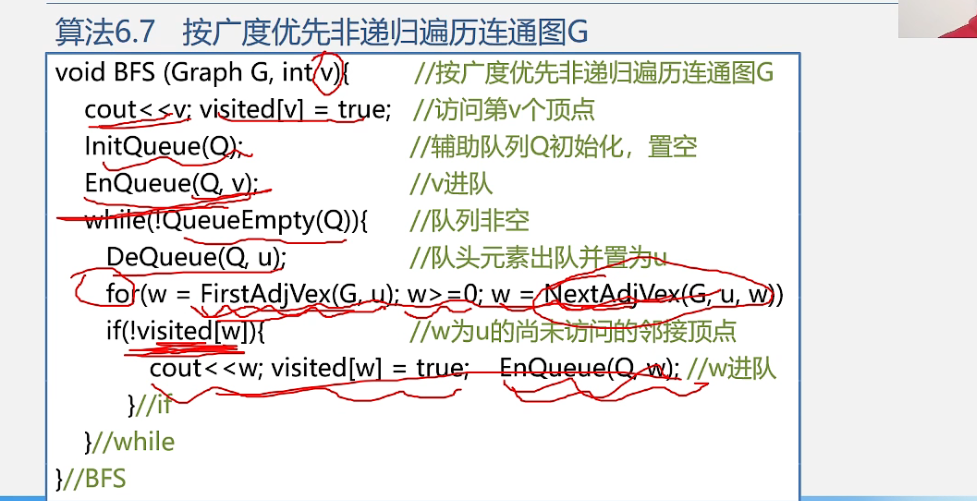 算法6.7 按广度优先非递归遍历连通图G
void BFS (Graph G, int v){ //按广度优先非递归遍历连通图G
cout<<v; visited[v] = true; //访问第v个顶点
InitQueue(Q); //辅助队列Q初始化，置空
EnQueue(Q, v); //v进队
while(!QueueEmpty(Q)){ //队列非空
DeQueue(Q, u); //队头元素出队并置为u
for(w = FirstAdjVex(G, u); w>=0; w = NextAdjVex(G, u, w))
if(!visited[w]){ //w为u的尚未访问的邻接顶点
cout<<w; visited[w] = true; EnQueue(Q, w); //w进队
}//if
}//while
}//BFS